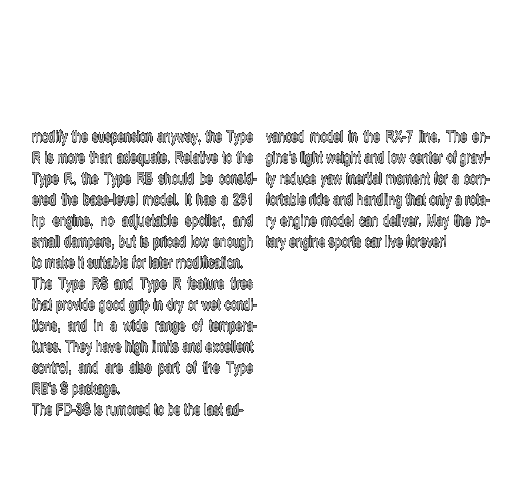 modify the suspension anyway, the Type
R is more than adequate. Relative to the
Type R, the Type RB should be consid-
ered the base-level model. It has a 251
hp engine, no adjustable spoiler, and
small dampers, but is priced low enough
to make it suitable for later modification.
The Type RS and Type R feature tires
that provide good grip in dry or wet condi-
tions, and in a wide range of tempera-
tures. They have high limits and excellent
control, and are also part of the Type
RB's S package.
The FD-3S is rumored to be the last ad-
vanced model in the RX-7 line. The en-
gine's light weight and low center of gravi-
ty reduce yaw inertial moment for a com-
fortable ride and handling that only a rota-
ry engine model can deliver. May the ro-
tary engine sports car live forever!